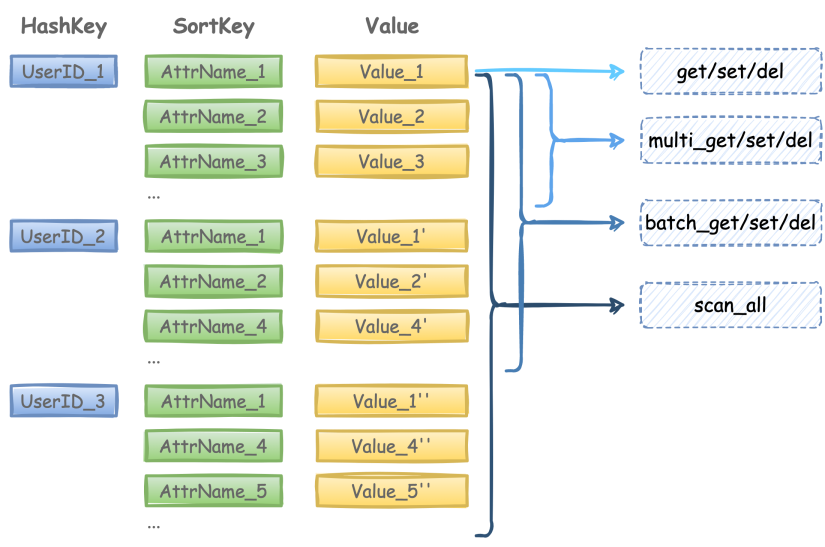 HashKey SortKey Value
UserID_1 AttrName_1 Value_1 get/set/del
AttrName_2 Value_2
multi_get/set/del
AttrName_3 Value_3
...
UserID_2 AttrName_1 Value_1' batch_get/set/del
AttrName_2 Value_2'
scan_all
AttrName_4 Value_4'
...
UserID_3 AttrName_1 Value_1''
AttrName_4 Value_4''
AttrName_5 Value_5''
...